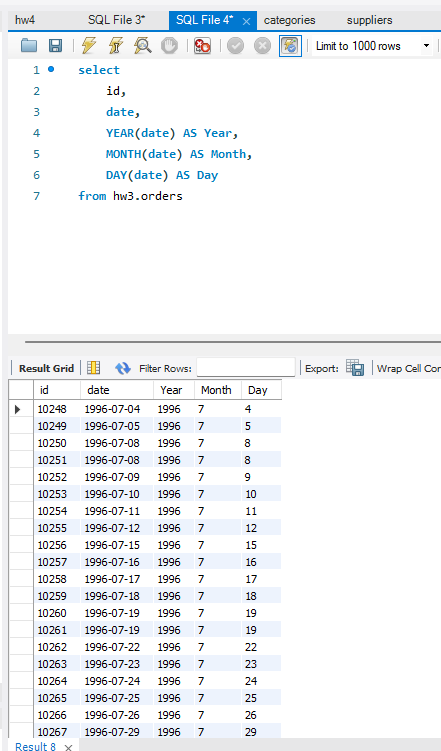 hw4 SQL File 3* SQL File 4* × categories suppliers
Limit to 1000 rows
1 select
2 id,
3 date,
4 YEAR(date) AS Year,
5 MONTH(date) AS Month,
6 DAY(date) AS Day
7 from hw3.orders
Result Grid Filter Rows: Export: Wrap Cell Con
id date Year Month Day
10248 1996-07-04 1996 7 4
10249 1996-07-05 1996 7 5
10250 1996-07-08 1996 7 8
10251 1996-07-08 1996 7 8
10252 1996-07-09 1996 7 9
10253 1996-07-10 1996 7 10
10254 1996-07-11 1996 7 11
10255 1996-07-12 1996 7 12
10256 1996-07-15 1996 7 15
10257 1996-07-16 1996 7 16
10258 1996-07-17 1996 7 17
10259 1996-07-18 1996 7 18
10260 1996-07-19 1996 7 19
10261 1996-07-19 1996 7 19
10262 1996-07-22 1996 7 22
10263 1996-07-23 1996 7 23
10264 1996-07-24 1996 7 24
10265 1996-07-25 1996 7 25
10266 1996-07-26 1996 7 26
10267 1996-07-29 1996 7 29
Result 8 ×